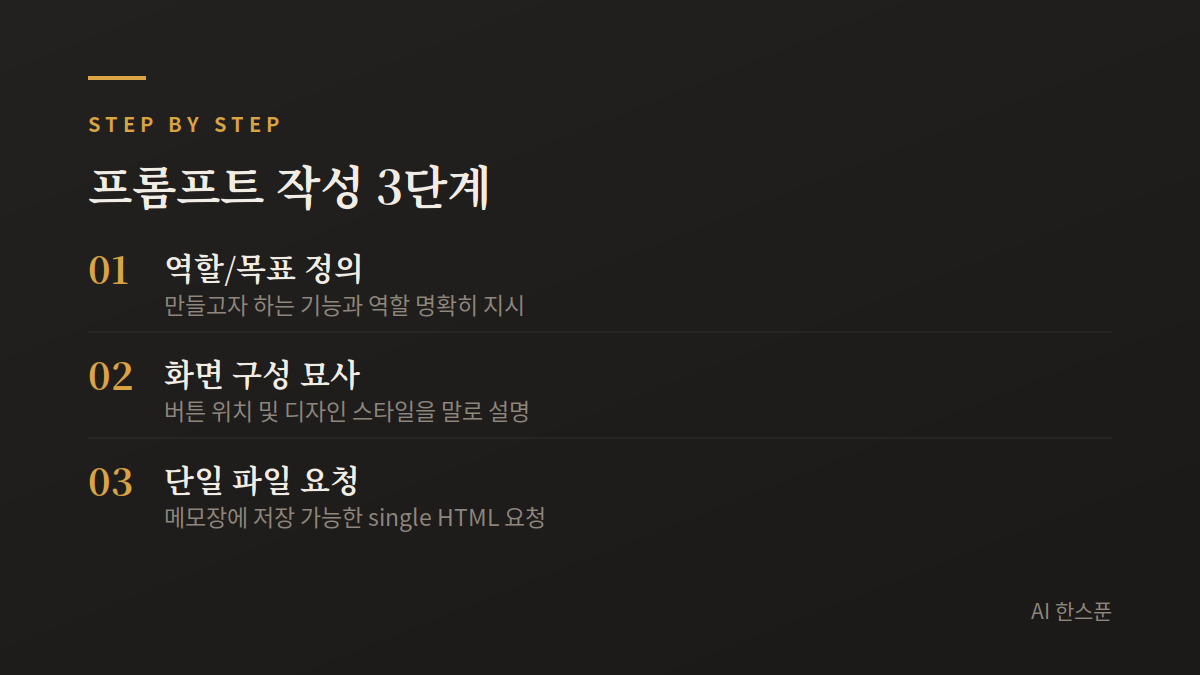 STEP BY STEP
프롬프트 작성 3단계
01 역할/목표 정의
만들고자 하는 기능과 역할 명확히 지시
02 화면 구성 묘사
버튼 위치 및 디자인 스타일을 말로 설명
03 단일 파일 요청
메모장에 저장 가능한 single HTML 요청
AI 한스푼